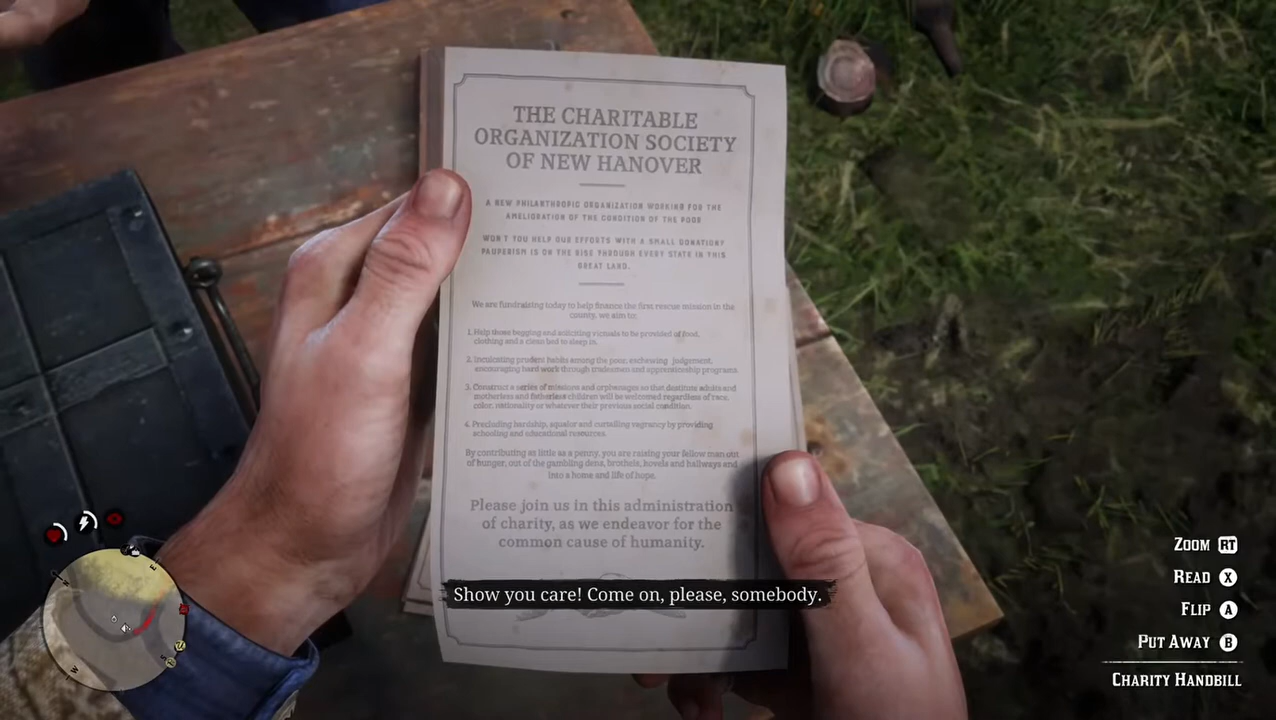 THE CHARITABLE
ORGANIZATION SOCIETY
OF NEW HANOVER
A NEW PHILANTHROPIC ORGANIZATION WORKING FOR THE
AMELIORATION OF THE CONDITION OF THE POOR
WON'T YOU HELP OUR EFFORTS WITH A SMALL DONATION?
PAUPERISM IS ON THE RISE THROUGH EVERY STATE IN THIS
GREAT LAND.
We are fundraising today to help finance the first rescue mission in the
county, we aim to:
1. Help those begging and soliciting victuals to be provided of food,
clothing and a clean bed to sleep in.
2. Inculcating prudent habits among the poor, eschewing judgement,
encouraging hard work through tradesmen and apprenticeship programs.
3. Construct a series of missions and orphanages so that destitute adults and
motherless and fatherless children will be welcomed regardless of race,
color, nationality or whatever their previous social condition.
4. Precluding hardship, squalor and curtailing vagrancy by providing
schooling and educational resources.
By contributing as little as a penny, you are raising your fellow man out
of hunger, out of the gambling dens, brothels, hovels and hallways and
into a home and life of hope.
Please join us in this administration
of charity, as we endeavor for the
common cause of humanity.
Show you care! Come on, please, somebody.
ZOOM RT
READ X
FLIP A
PUT AWAY B
CHARITY HANDBILL
E
S
W